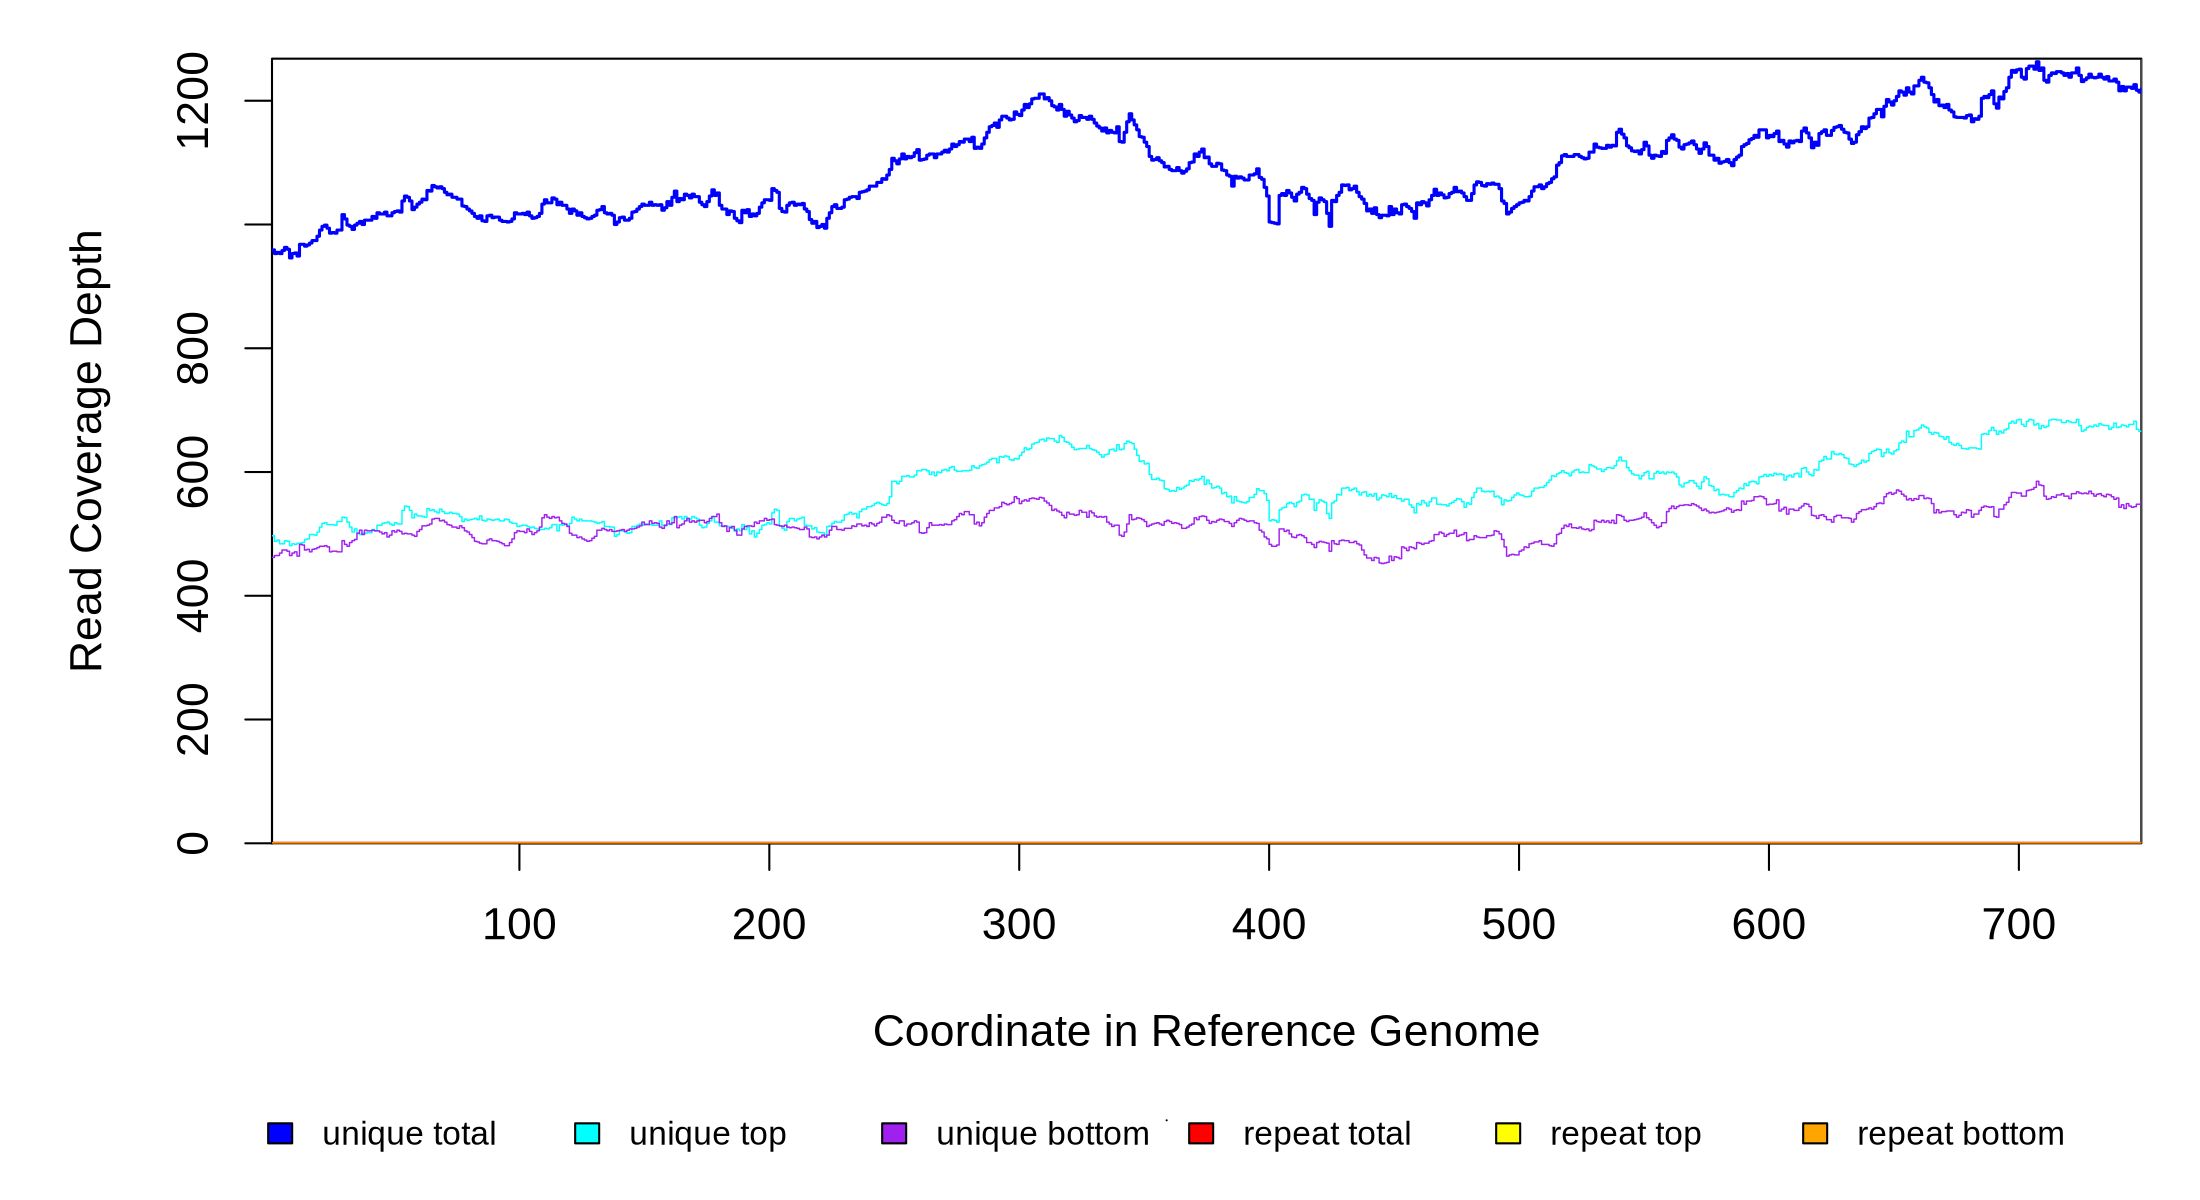 Read Coverage Depth
1200
800
600
400
200
0
100 200 300 400 500 600 700
Coordinate in Reference Genome
unique total unique top unique bottom repeat total repeat top repeat bottom